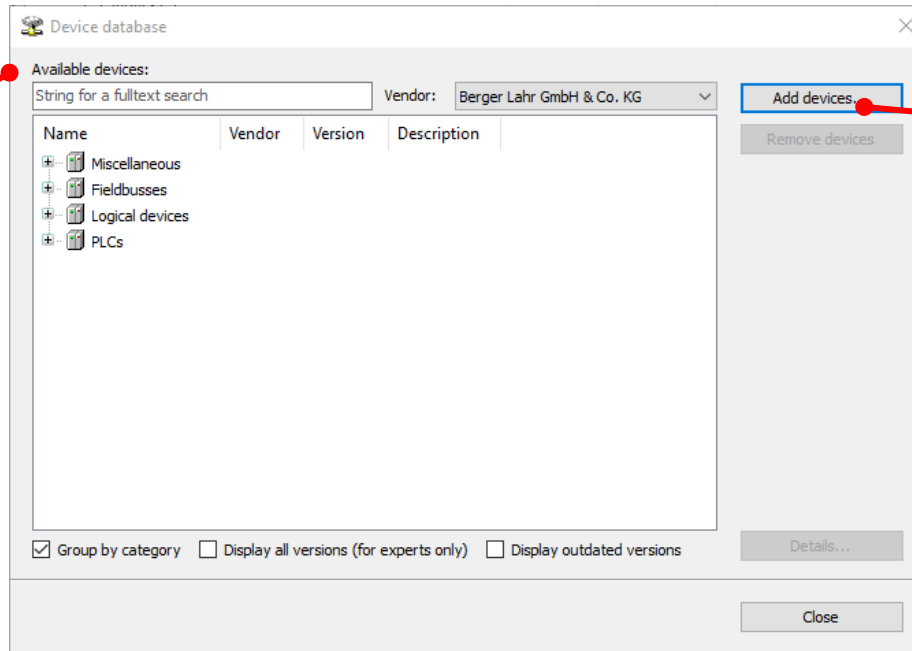 Device database
Available devices:
String for a fulltext search
Vendor: Berger Lahr GmbH & Co. KG
Add devices...
Remove devices
Name Vendor Version Description
Miscellaneous
Fieldbusses
Logical devices
PLCs
Group by category Display all versions (for experts only) Display outdated versions
Details...
Close